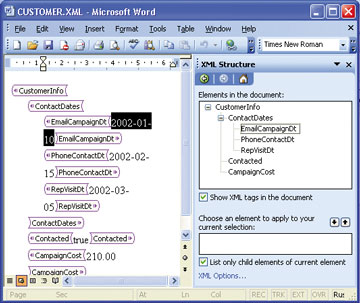 CUSTOMER.XML - Microsoft Word
File Edit View Insert Format Tools Table Window Help
Times New Roman
CustomerInfo
ContactDates
EmailCampaignDt 2002-01-
10 EmailCampaignDt
PhoneContactDt 2002-02-
15 PhoneContactDt
RepVisitDt 2002-03-
05 RepVisitDt
ContactDates
Contacted true Contacted
CampaignCost 210.00
CampaignCost
XML Structure
Elements in the document:
CustomerInfo
ContactDates
EmailCampaignDt
PhoneContactDt
RepVisitDt
Contacted
CampaignCost
Show XML tags in the document
Choose an element to apply to your
current selection:
List only child elements of current element
XML Options...
Page Sec At Ln Col REC TRK EXT OVR